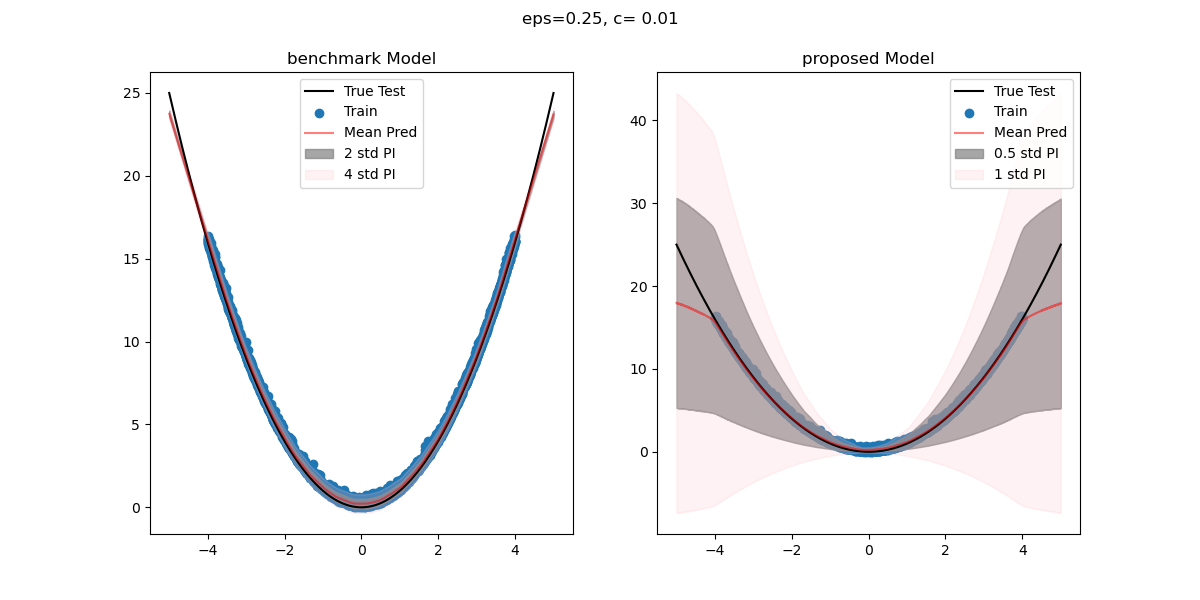 eps=0.25, c= 0.01
benchmark Model
True Test
Train
Mean Pred
2 std PI
4 std PI
25
20
15
10
5
0
−4
−2
0
2
4
proposed Model
True Test
Train
Mean Pred
0.5 std PI
1 std PI
40
30
20
10
0
−4
−2
0
2
4